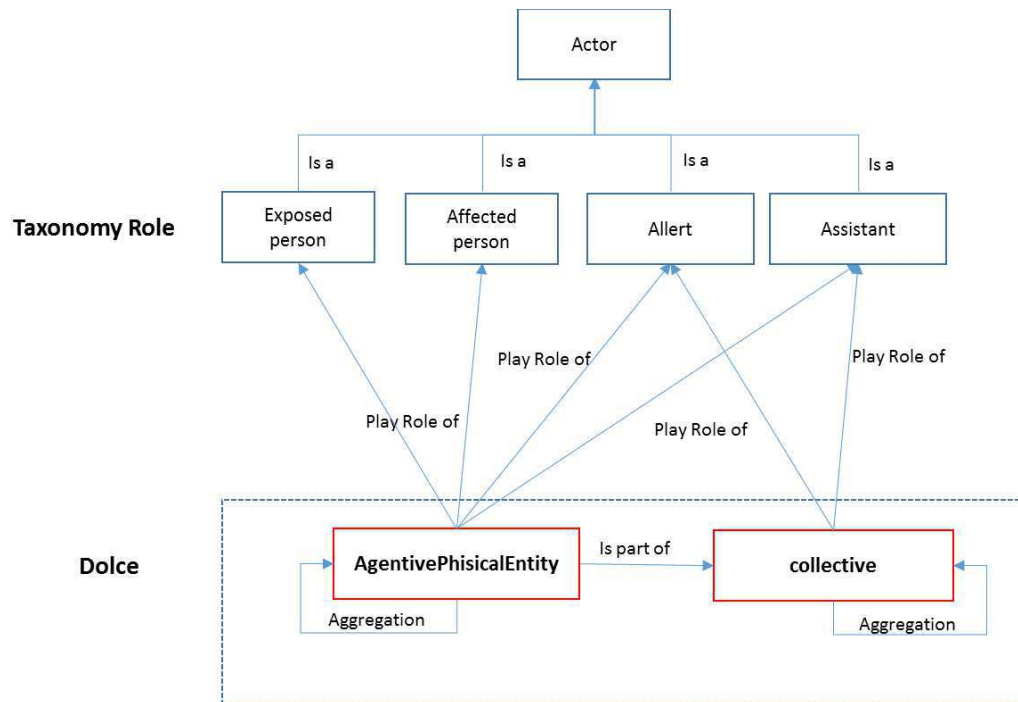 Actor
Is a
Is a
Is a
Is a
Taxonomy Role
Exposed
person
Affected
person
Allert
Assistant
Play Role of
Play Role of
Play Role of
Play Role of
Dolce
AgentivePhisicalEntity
Is part of
collective
Aggregation
Aggregation